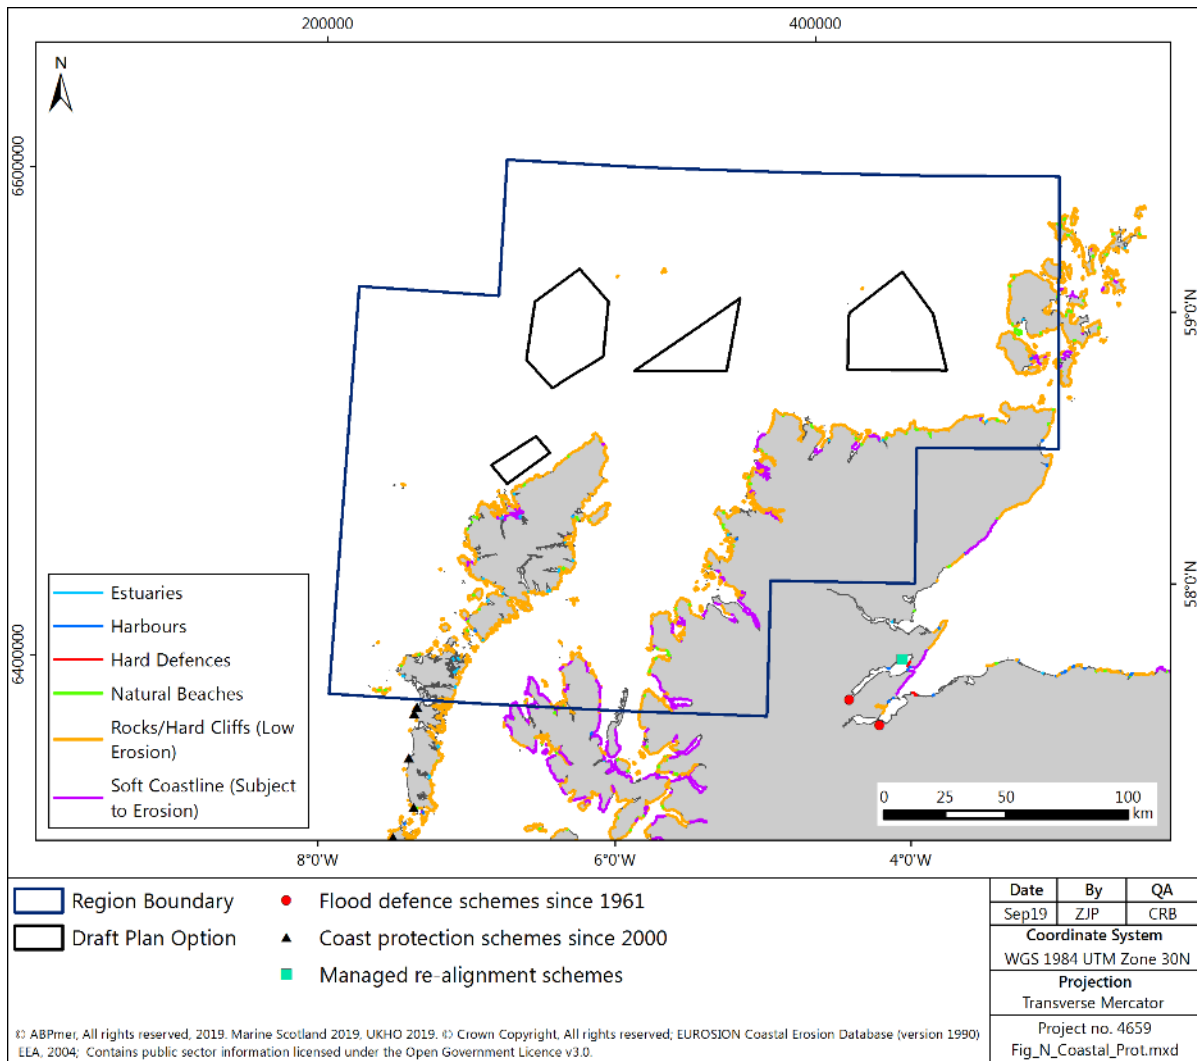 200000
400000
N
6600000
59°0'N
58°0'N
6400000
Estuaries
Harbours
Hard Defences
Natural Beaches
Rocks/Hard Cliffs (Low
Erosion)
Soft Coastline (Subject
to Erosion)
0 25 50 100
km
8°0'W
6°0'W
4°0'W
Region Boundary
Draft Plan Option
Flood defence schemes since 1961
Coast protection schemes since 2000
Managed re-alignment schemes
Date By QA
Sep19 ZJP CRB
Coordinate System
WGS 1984 UTM Zone 30N
Projection
Transverse Mercator
Project no. 4659
Fig_N_Coastal_Prot.mxd
© ABPmer, All rights reserved, 2019. Marine Scotland 2019, UKHO 2019. © Crown Copyright, All rights reserved; EUROSION Coastal Erosion Database (version 1990)
EEA, 2004; Contains public sector information licensed under the Open Government Licence v3.0.